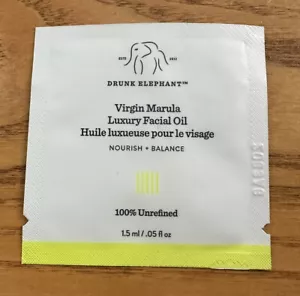 DRUNK ELEPHANT™
Virgin Marula
Luxury Facial Oil
Huile luxueuse pour le visage
NOURISH + BALANCE
100% Unrefined
1.5 ml / .05 fl oz